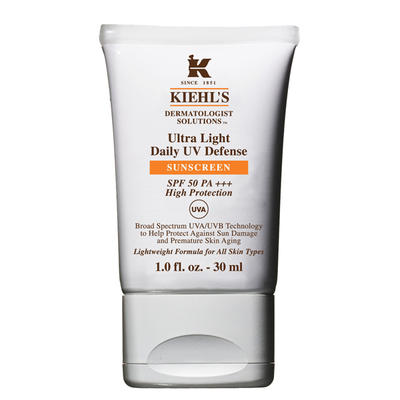 K
SINCE 1851
KIEHL'S
DERMATOLOGIST
SOLUTIONS™
Ultra Light
Daily UV Defense
SUNSCREEN
SPF 50 PA +++
High Protection
UVA
Broad Spectrum UVA/UVB Technology
to Help Protect Against Sun Damage
and Premature Skin Aging
Lightweight Formula for All Skin Types
1.0 fl. oz. - 30 ml